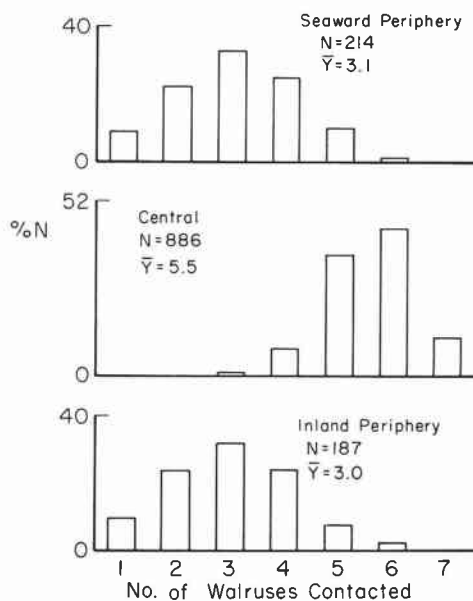 40
Seaward Periphery
N=214
Ȳ=3.1
0
52
%N
Central
N=886
Ȳ=5.5
0
40
Inland Periphery
N=187
Ȳ=3.0
0
1 2 3 4 5 6 7
No. of Walruses Contacted